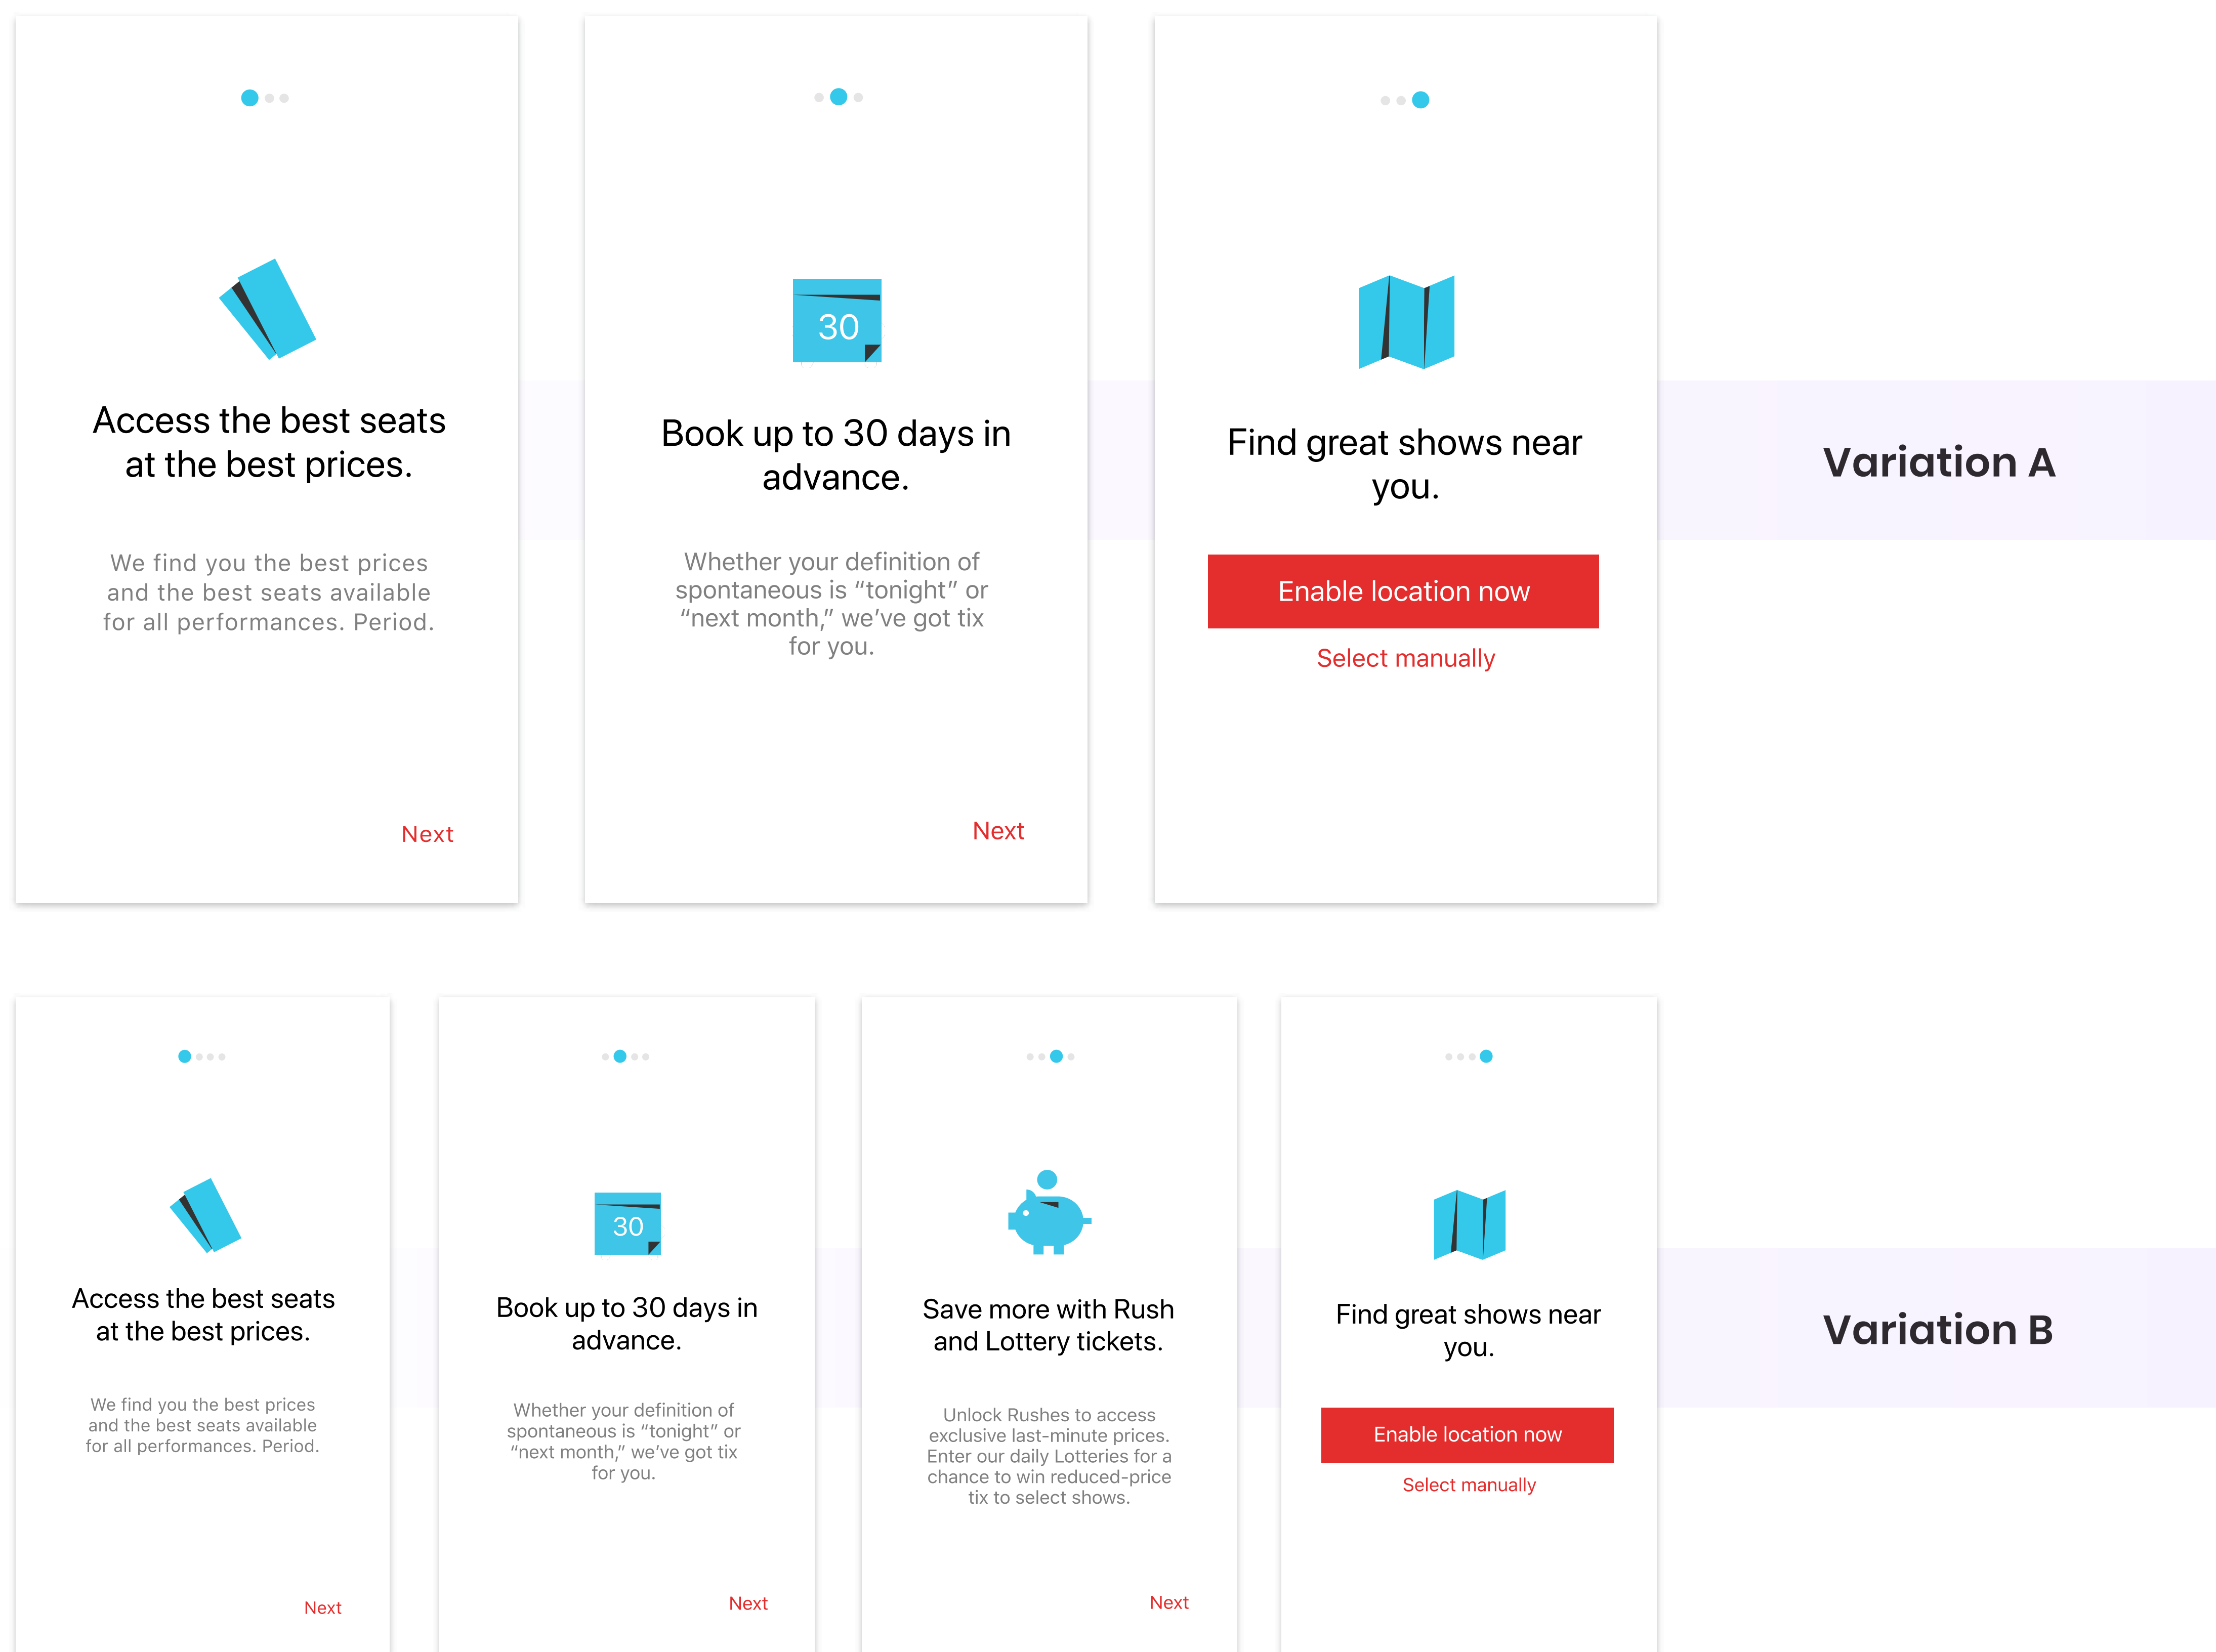 30
Access the best seats
at the best prices.
Book up to 30 days in
advance.
Find great shows near
you.
Variation A
We find you the best prices
and the best seats available
for all performances. Period.
Whether your definition of
spontaneous is “tonight” or
“next month,” we’ve got tix
for you.
Enable location now
Select manually
Next
Next
30
Access the best seats
at the best prices.
Book up to 30 days in
advance.
Save more with Rush
and Lottery tickets.
Find great shows near
you.
Variation B
We find you the best prices
and the best seats available
for all performances. Period.
Whether your definition of
spontaneous is “tonight” or
“next month,” we’ve got tix
for you.
Unlock Rushes to access
exclusive last-minute prices.
Enter our daily Lotteries for a
chance to win reduced-price
tix to select shows.
Enable location now
Select manually
Next
Next
Next